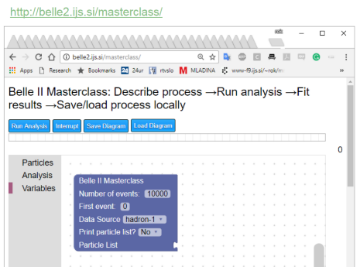 http://belle2.ijs.si/masterclass/
belle2.ijs.si/masterclass/
Apps Research Bookmarks 24ur rtvslo MLADINA www-f9.ijs.si/~rok/
Belle II Masterclass: Describe process →Run analysis →Fit
results →Save/load process locally
Run Analysis Interrupt Save Diagram Load Diagram
0
Particles
Analysis
Variables
Belle II Masterclass
Number of events: 10000
First event: 0
Data Source hadron-1
Print particle list? No
Particle List